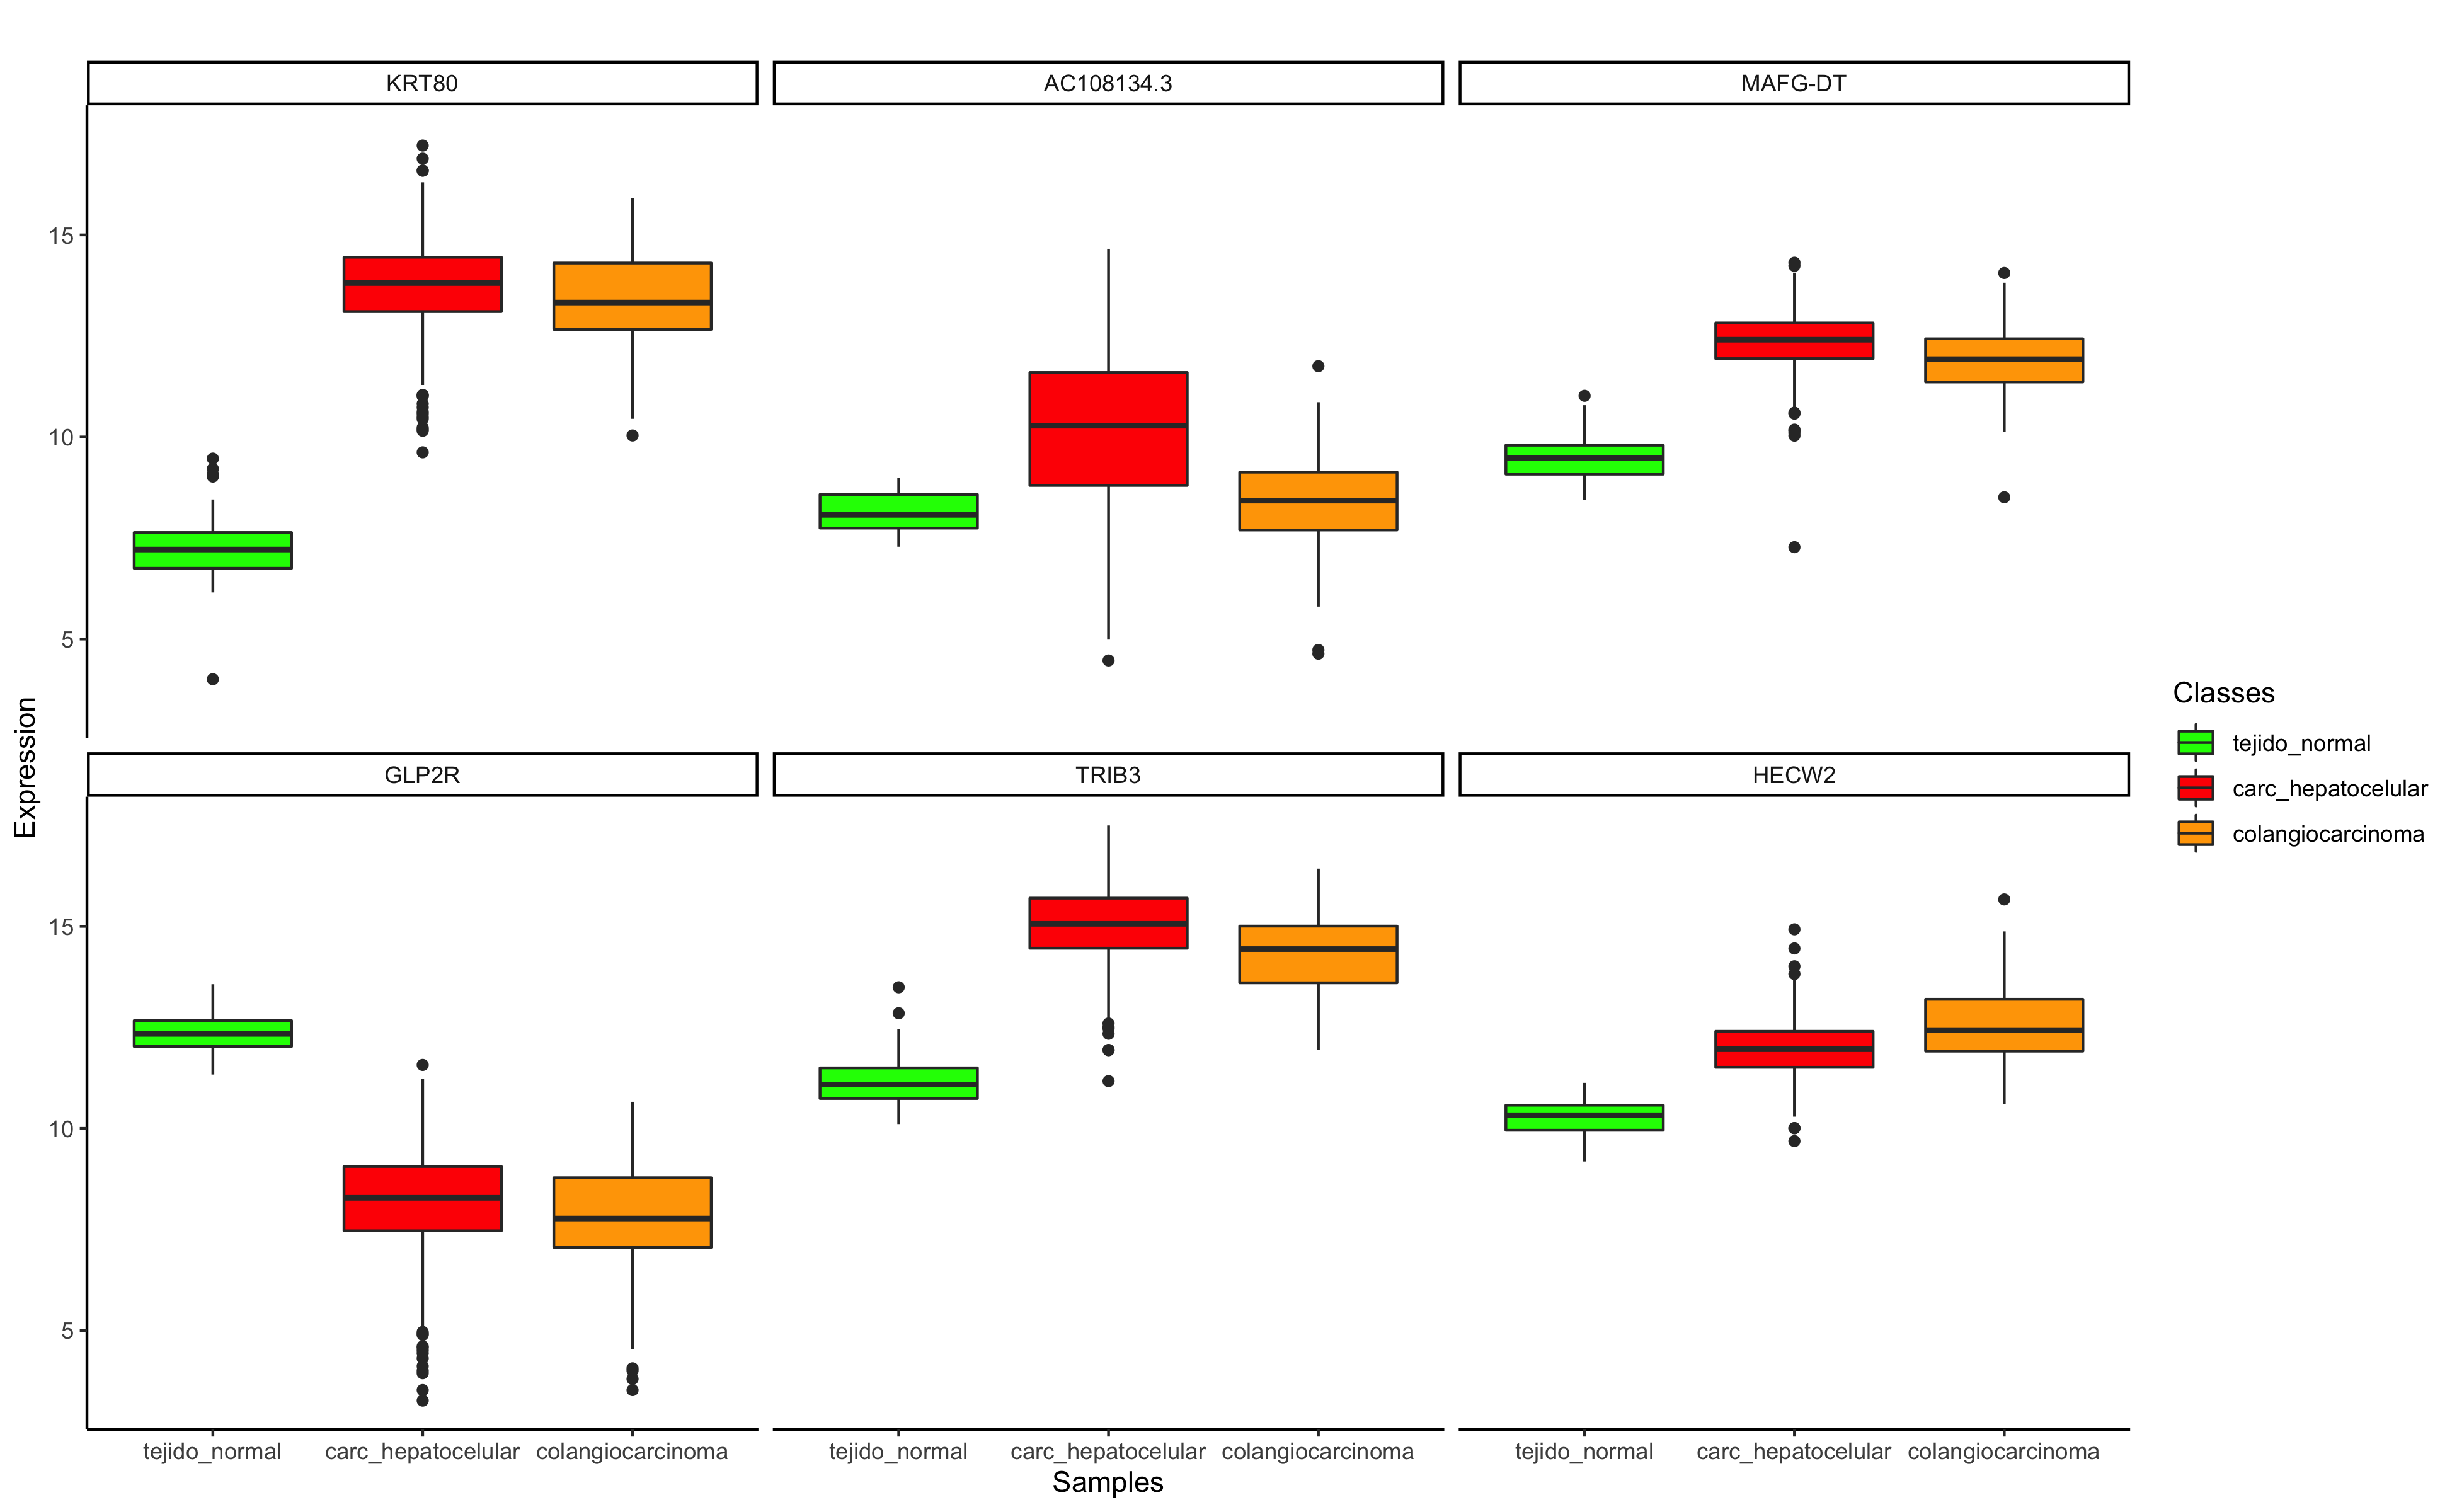 KRT80
AC108134.3
MAFG-DT
15
10
5
GLP2R
TRIB3
HECW2
15
10
5
Expression
tejido_normal
carc_hepatocelular
colangiocarcinoma
tejido_normal
carc_hepatocelular
colangiocarcinoma
tejido_normal
carc_hepatocelular
colangiocarcinoma
Samples
Classes
tejido_normal
carc_hepatocelular
colangiocarcinoma